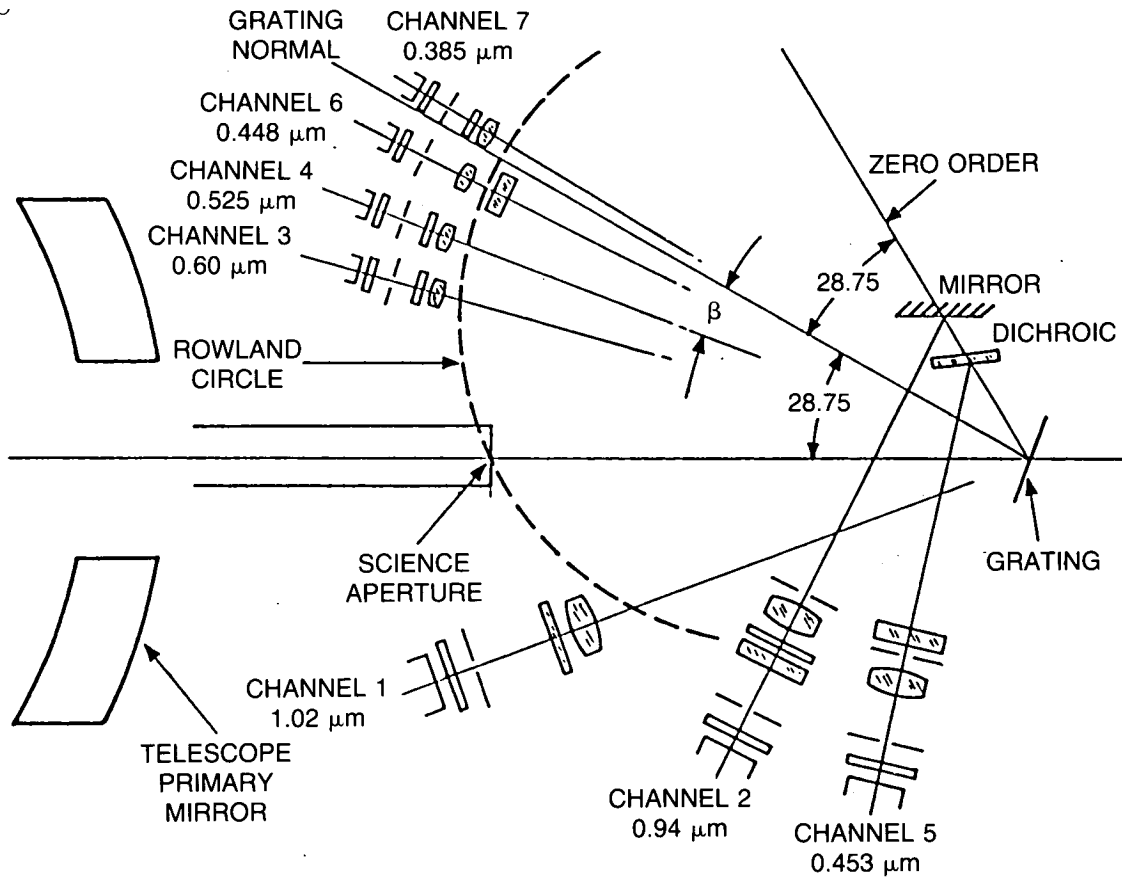 GRATING
NORMAL
CHANNEL 7
0.385 μm
CHANNEL 6
0.448 μm
CHANNEL 4
0.525 μm
CHANNEL 3
0.60 μm
ZERO ORDER
28.75
MIRROR
DICHROIC
β
ROWLAND
CIRCLE
28.75
SCIENCE
APERTURE
GRATING
CHANNEL 1
1.02 μm
TELESCOPE
PRIMARY
MIRROR
CHANNEL 2
0.94 μm
CHANNEL 5
0.453 μm